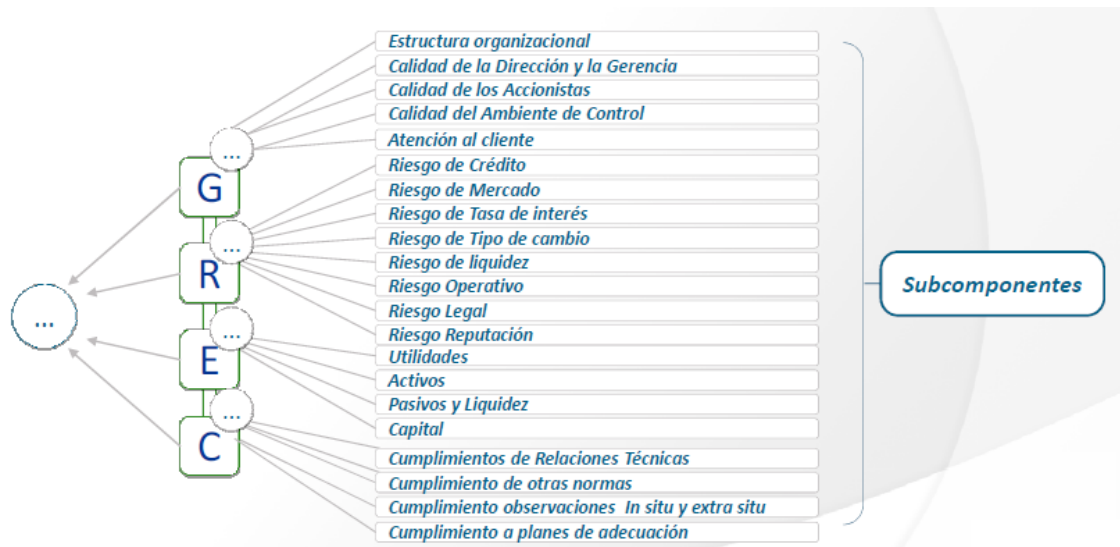 Estructura organizacional
Calidad de la Dirección y la Gerencia
Calidad de los Accionistas
Calidad del Ambiente de Control
Atención al cliente
...
G
Riesgo de Crédito
Riesgo de Mercado
Riesgo de Tasa de interés
Riesgo de Tipo de cambio
Riesgo de liquidez
Riesgo Operativo
Riesgo Legal
Riesgo Reputación
...
R
Utilidades
Activos
Pasivos y Liquidez
Capital
...
E
Cumplimientos de Relaciones Técnicas
Cumplimiento de otras normas
Cumplimiento observaciones In situ y extra situ
Cumplimiento a planes de adecuación
...
C
...
Subcomponentes